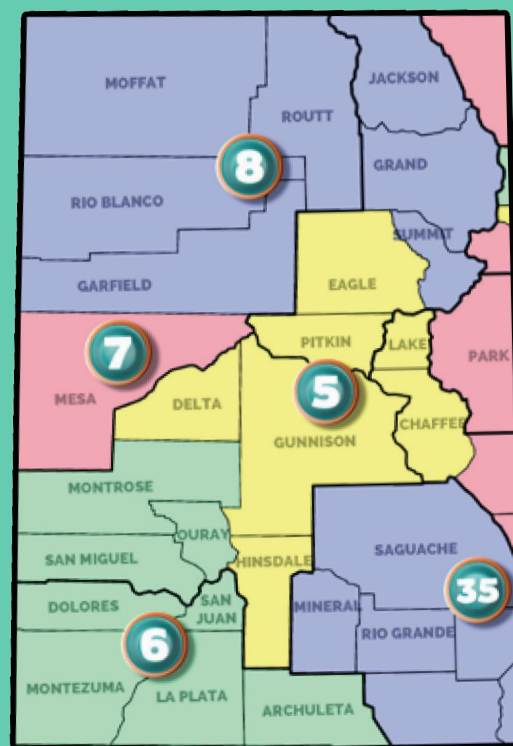 MOFFAT
JACKSON
ROUTT
8
GRAND
RIO BLANCO
SUMMIT
GARFIELD
EAGLE
7
PITKIN
LAKE
PARK
MESA
5
DELTA
CHAFFEE
GUNNISON
MONTROSE
OURAY
SAGUACHE
SAN MIGUEL
HINSDALE
35
DOLORES
SAN
JUAN
MINERAL
RIO GRANDE
6
MONTEZUMA
LA PLATA
ARCHULETA